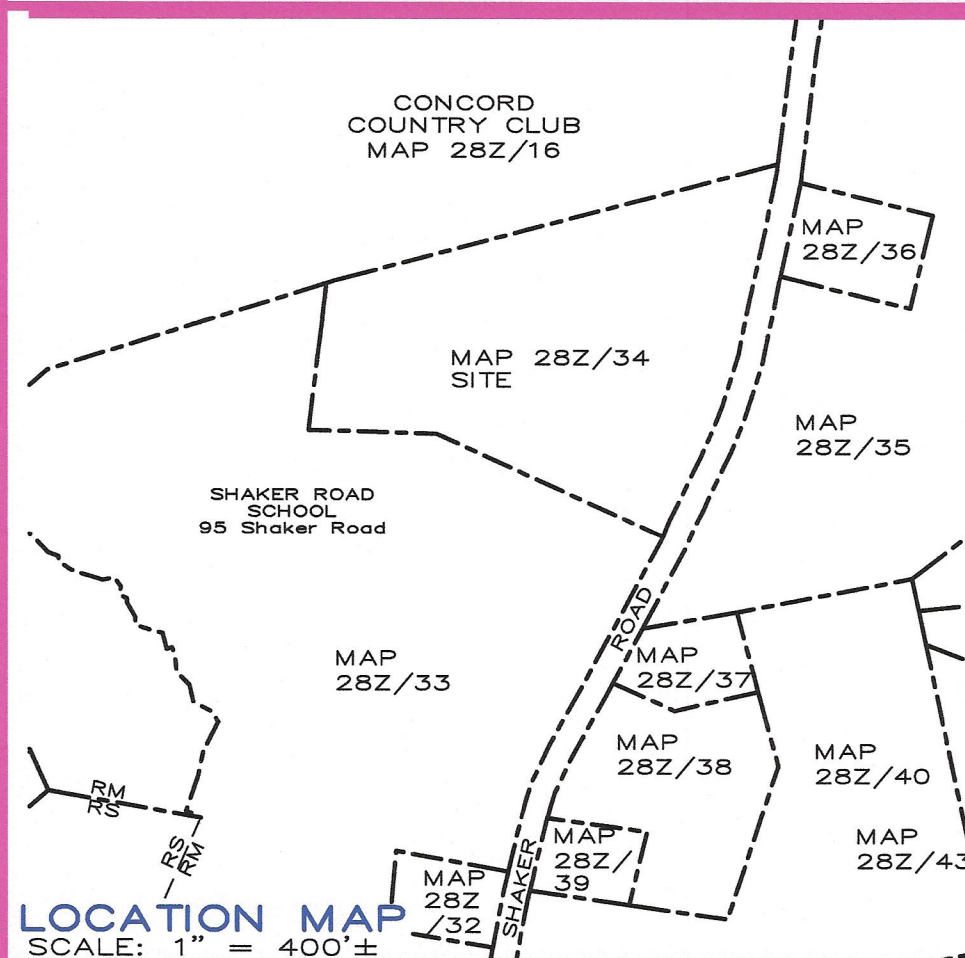 CONCORD
COUNTRY CLUB
MAP 28Z/16
MAP
28Z/36
MAP 28Z/34
SITE
MAP
28Z/35
SHAKER ROAD
SCHOOL
95 Shaker Road
ROAD
MAP
28Z/37
MAP
28Z/33
MAP
28Z/38
MAP
28Z/40
RM
RS
RS
RM
SHAKER
MAP
28Z/
39
MAP
28Z/43
MAP
28Z
/32
LOCATION MAP
SCALE: 1" = 400'±